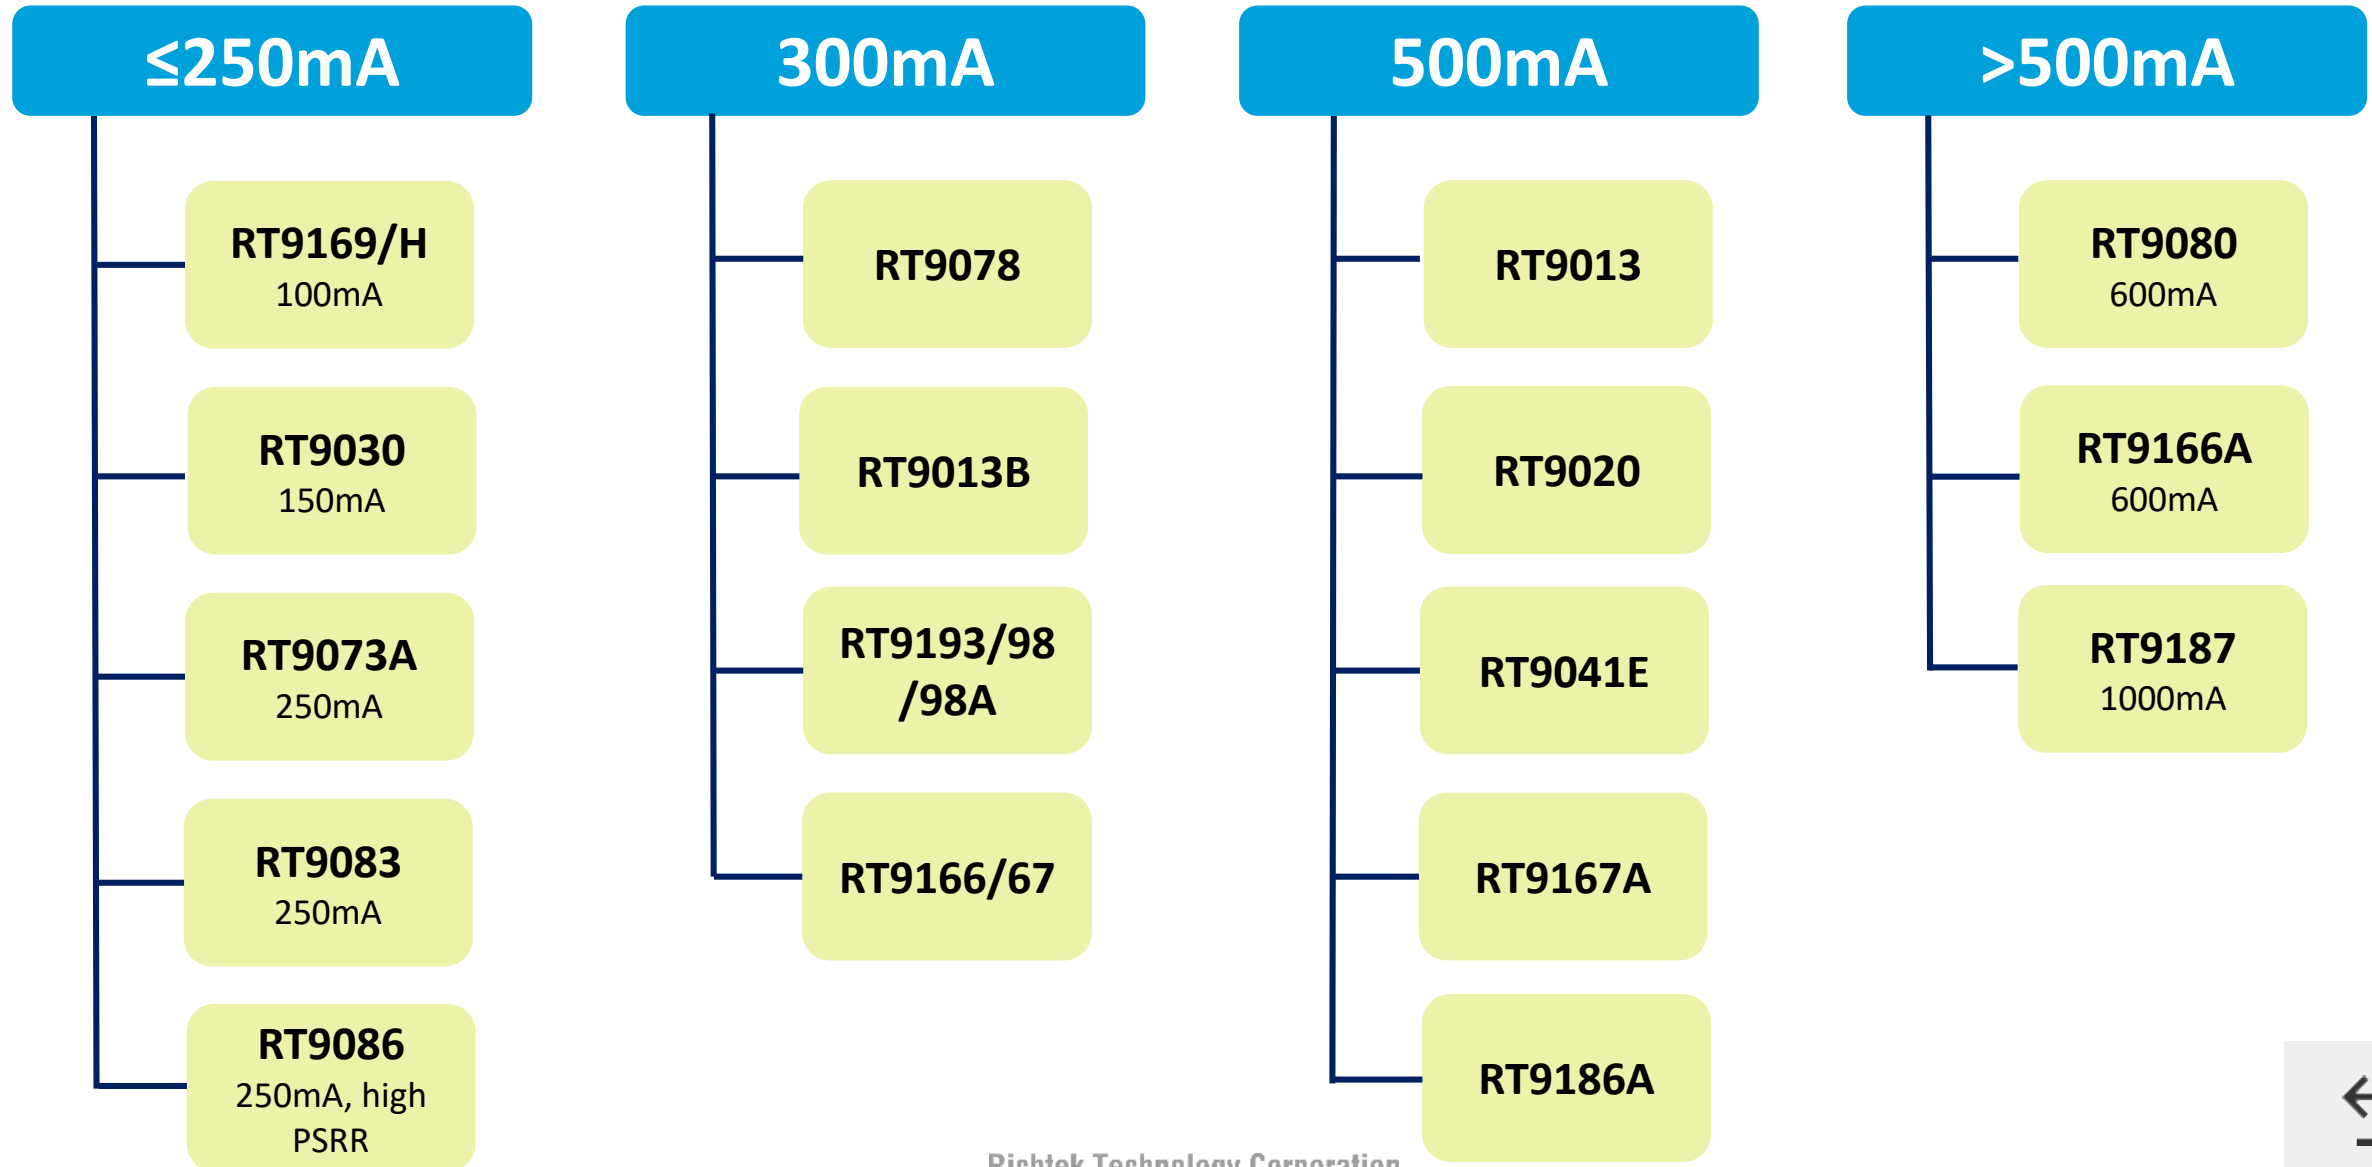 ≤250mA
RT9169/H
100mA
RT9030
150mA
RT9073A
250mA
RT9083
250mA
RT9086
250mA, high
PSRR
300mA
RT9078
RT9013B
RT9193/98
/98A
RT9166/67
500mA
RT9013
RT9020
RT9041E
RT9167A
RT9186A
>500mA
RT9080
600mA
RT9166A
600mA
RT9187
1000mA
Richtek Technology Corporation